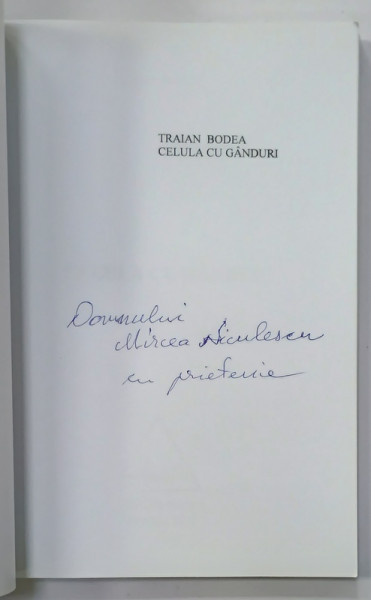 TRAIAN BODEA
CELULA CU GÂNDURI
Domnului
Mircea Niculescu
cu prietenie